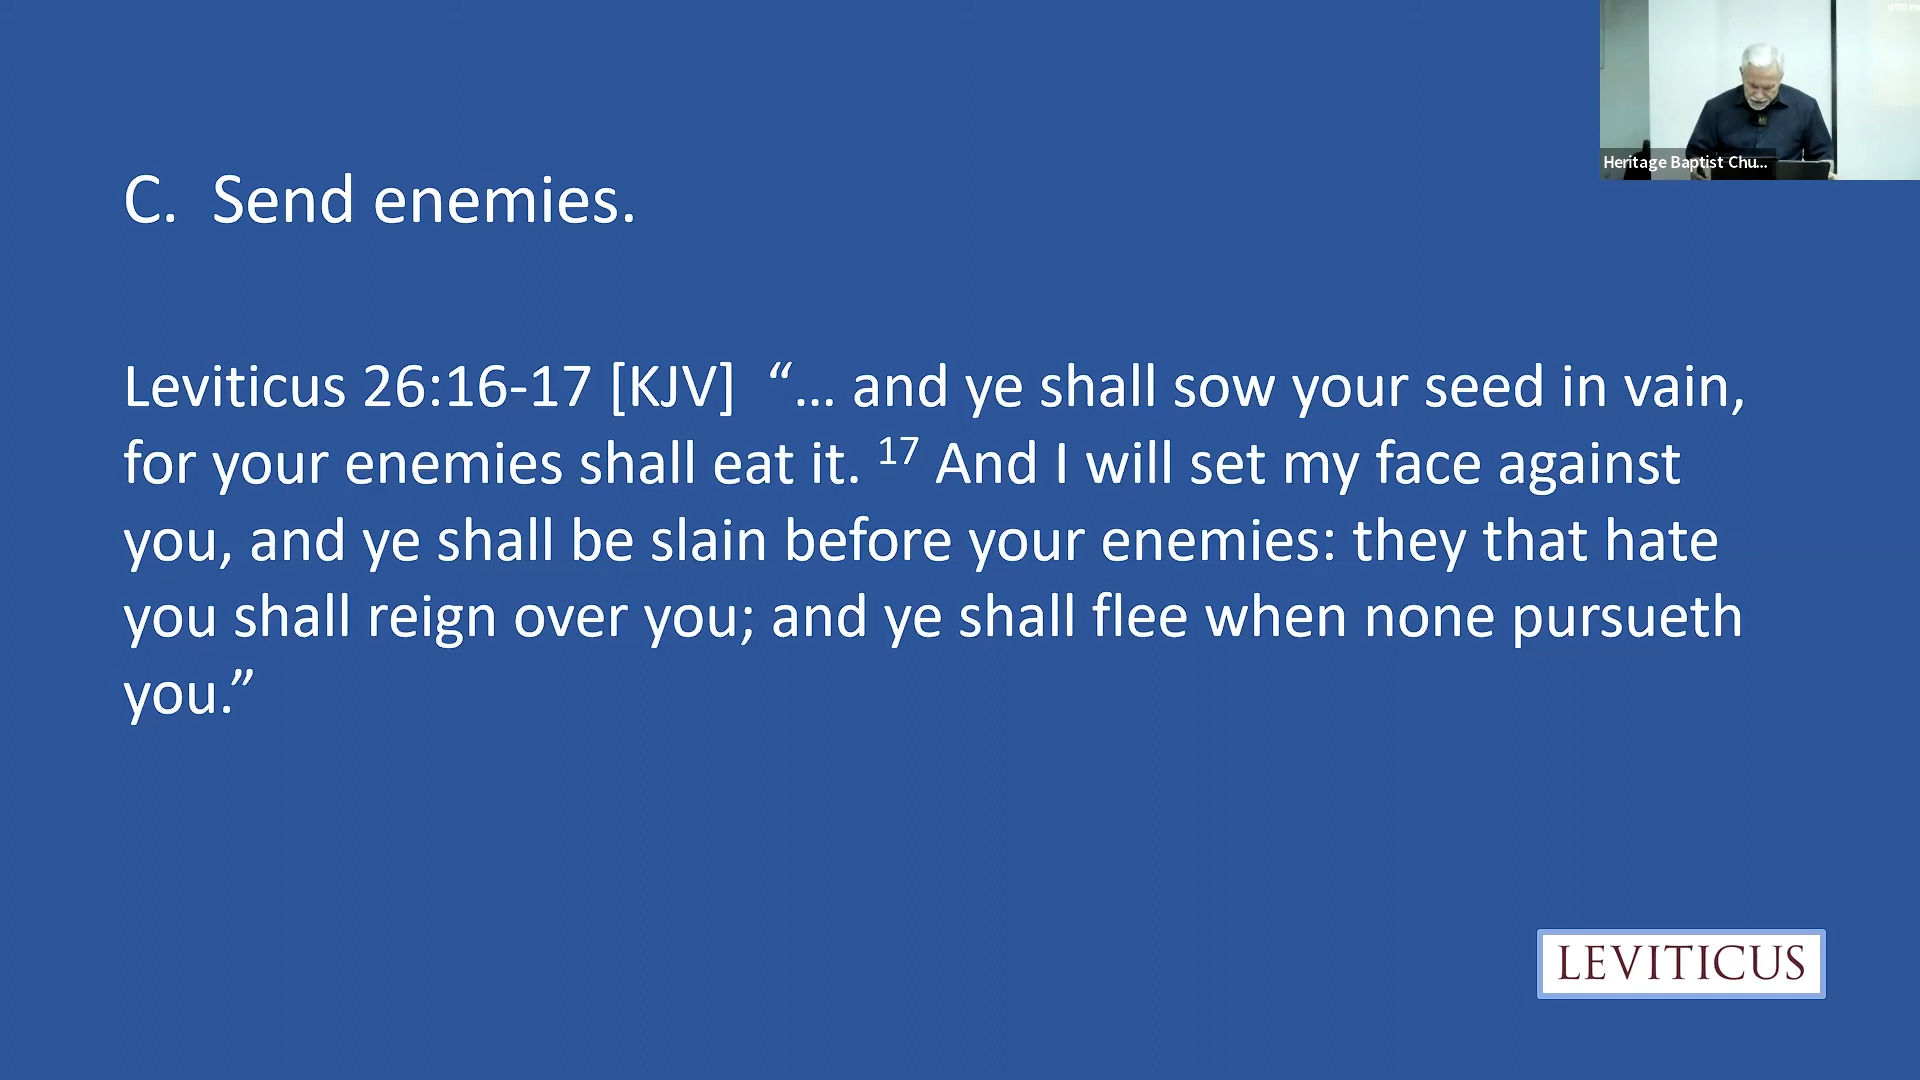 C. Send enemies.
Leviticus 26:16-17 [KJV] “… and ye shall sow your seed in vain,
for your enemies shall eat it. 17 And I will set my face against
you, and ye shall be slain before your enemies: they that hate
you shall reign over you; and ye shall flee when none pursueth
you.”
Heritage Baptist Chu...
LEVITICUS